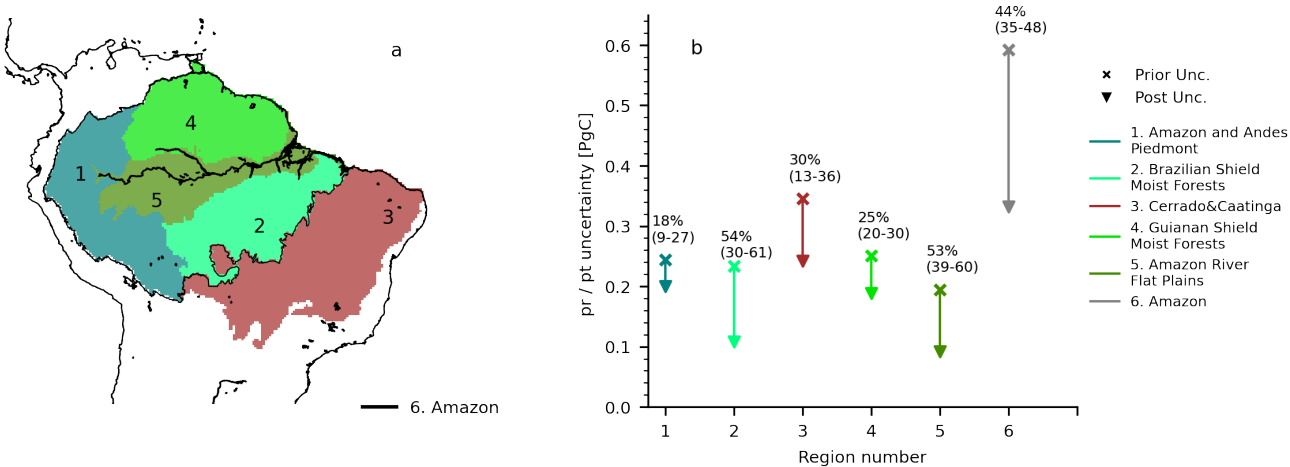 a
4
1
5
2
3
6. Amazon
b
pr / pt uncertainty [PgC]
0.6
0.5
0.4
0.3
0.2
0.1
0.0
18%
(9-27)
54%
(30-61)
30%
(13-36)
25%
(20-30)
53%
(39-60)
44%
(35-48)
1 2 3 4 5 6
Region number
Prior Unc.
Post Unc.
1. Amazon and Andes
Piedmont
2. Brazilian Shield
Moist Forests
3. Cerrado&Caatinga
4. Guianan Shield
Moist Forests
5. Amazon River
Flat Plains
6. Amazon